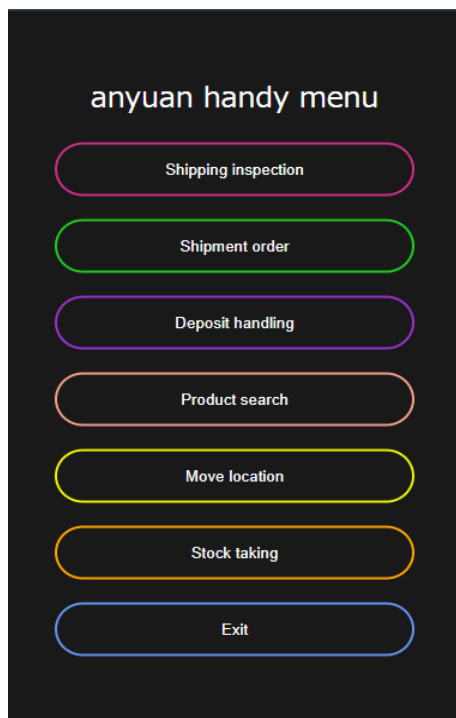 anyuan handy menu
Shipping inspection
Shipment order
Deposit handling
Product search
Move location
Stock taking
Exit